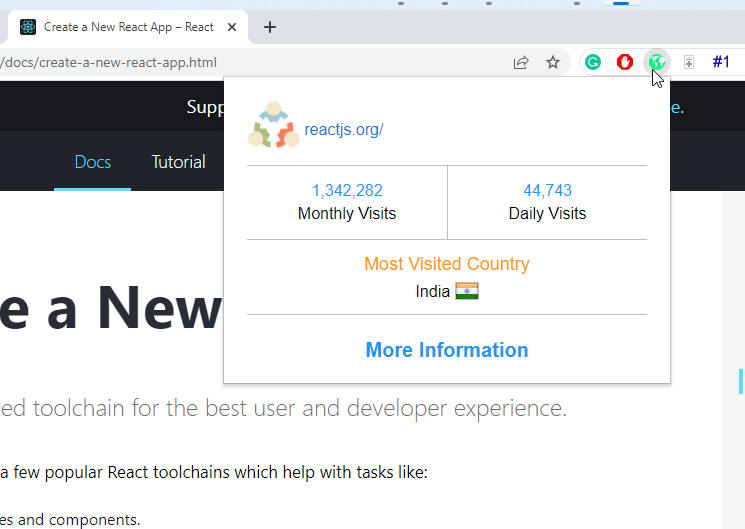 Create a New React App – React
/docs/create-a-new-react-app.html
#1
Supp
e.
reactjs.org/
Docs Tutorial
1,342,282 44,743
Monthly Visits Daily Visits
Most Visited Country
India
e a New
More Information
ted toolchain for the best user and developer experience.
a few popular React toolchains which help with tasks like:
es and components.